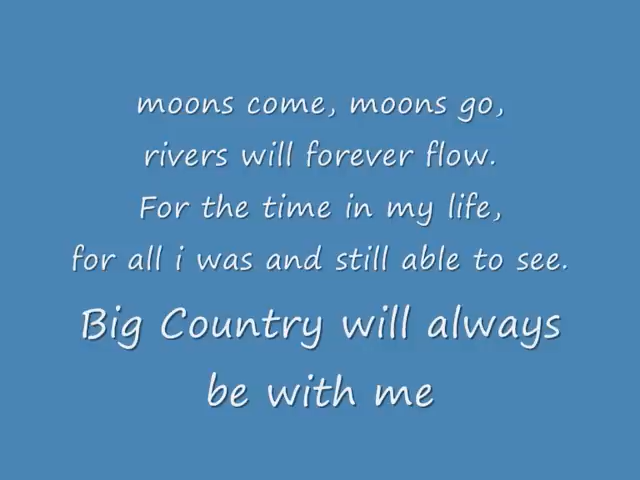 moons come, moons go,
rivers will forever flow.
For the time in my life,
for all i was and still able to see.
Big Country will always
be with me